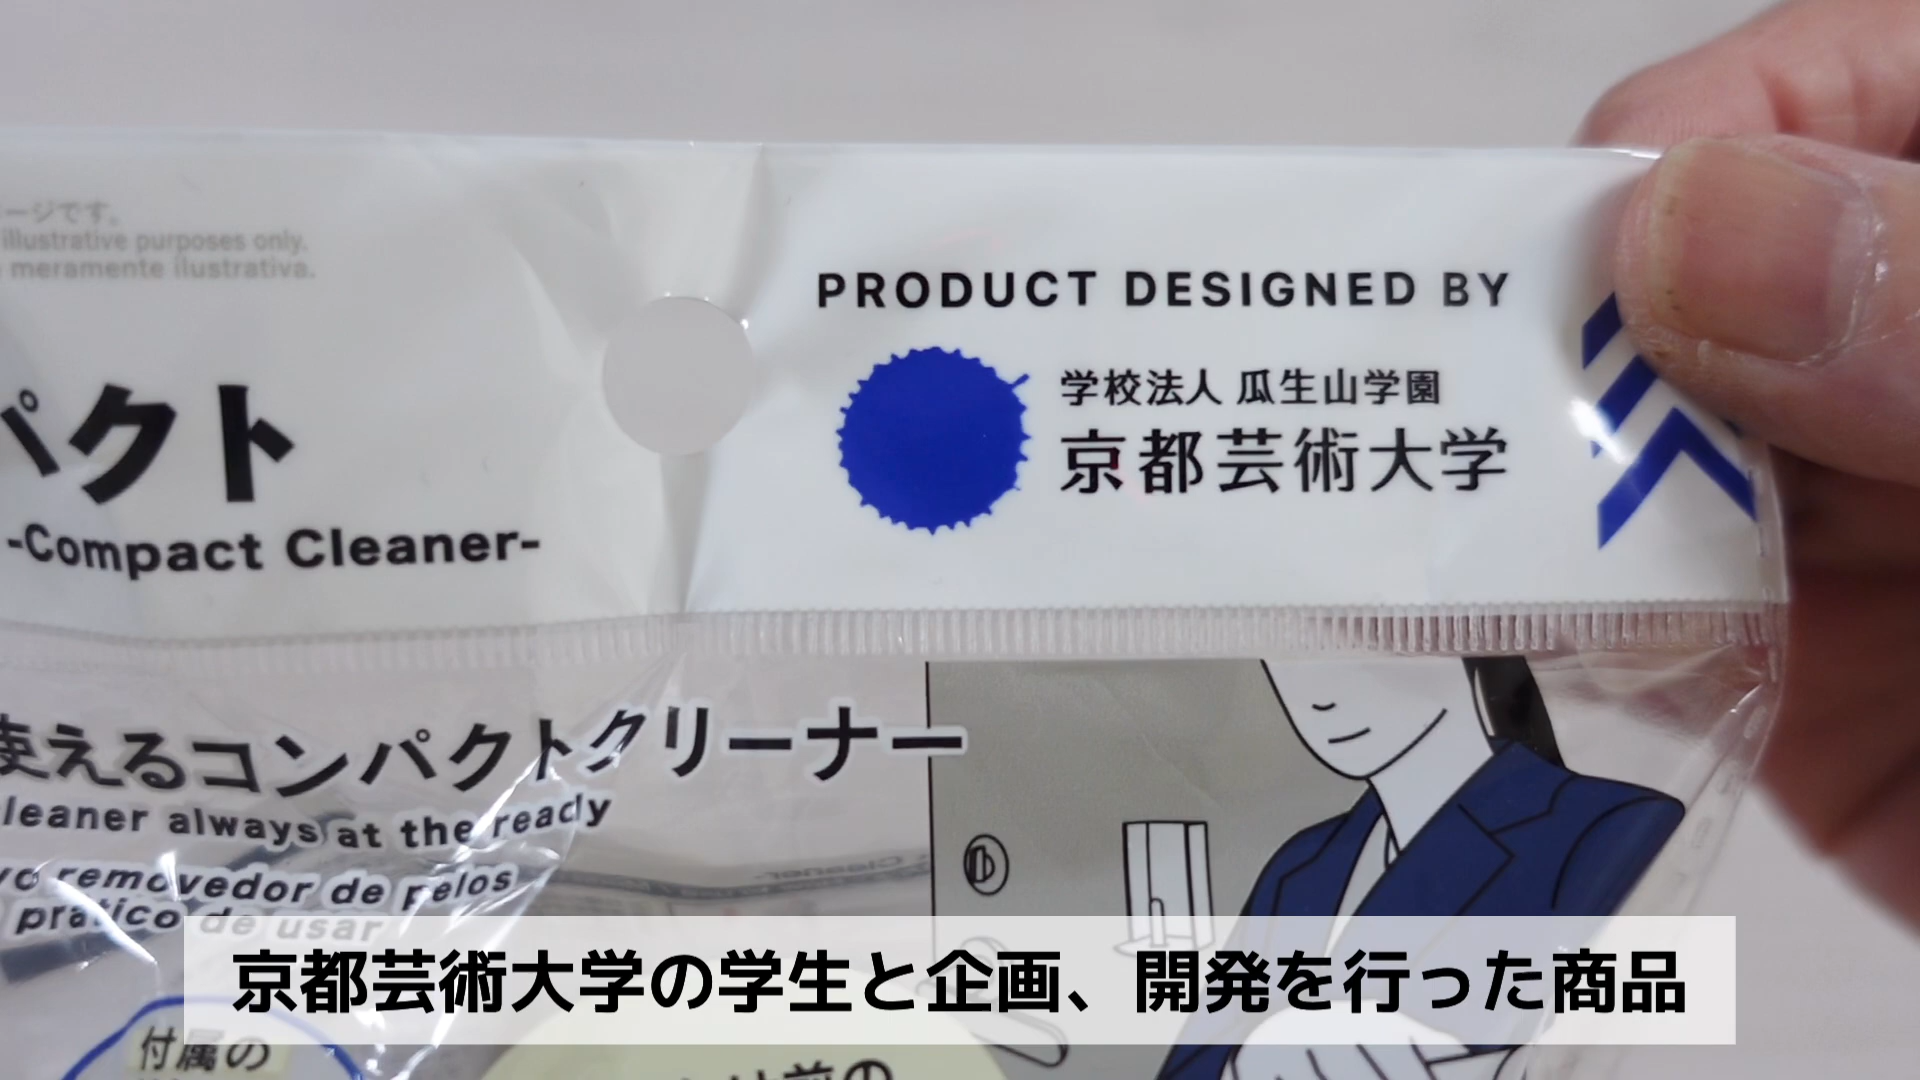 ージです。
illustrative purposes only.
meramente ilustrativa.
パクト
-Compact Cleaner-
PRODUCT DESIGNED BY
学校法人 瓜生山学園
京都芸術大学
使えるコンパクトクリーナー
leaner always at the ready
removedor de pelos
prático de usar
京都芸術大学の学生と企画、開発を行った商品
付属の